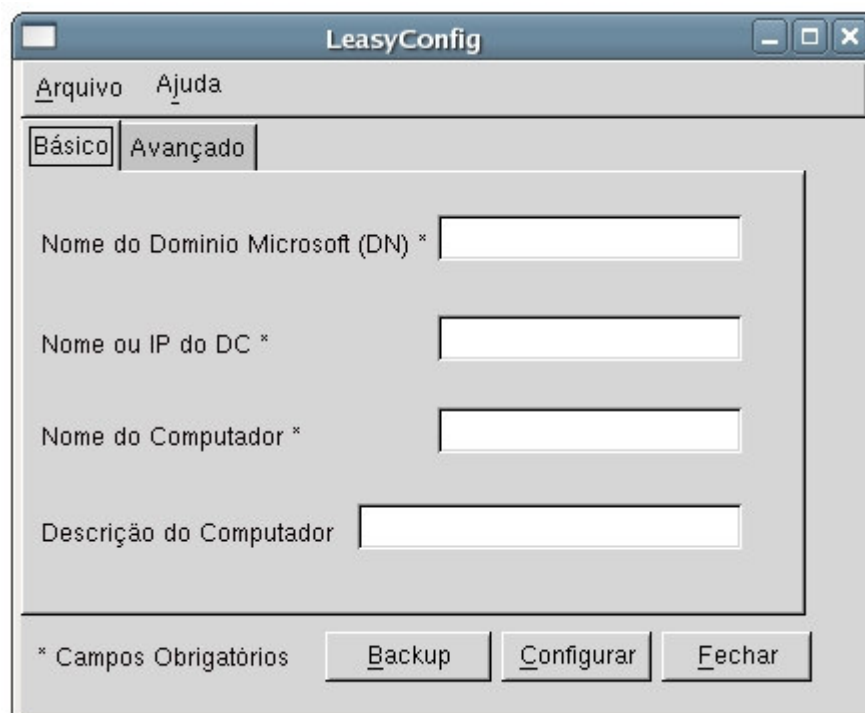 LeasyConfig
Arquivo Ajuda
Básico Avançado
Nome do Dominio Microsoft (DN) *
Nome ou IP do DC *
Nome do Computador *
Descrição do Computador
* Campos Obrigatórios Backup Configurar Fechar